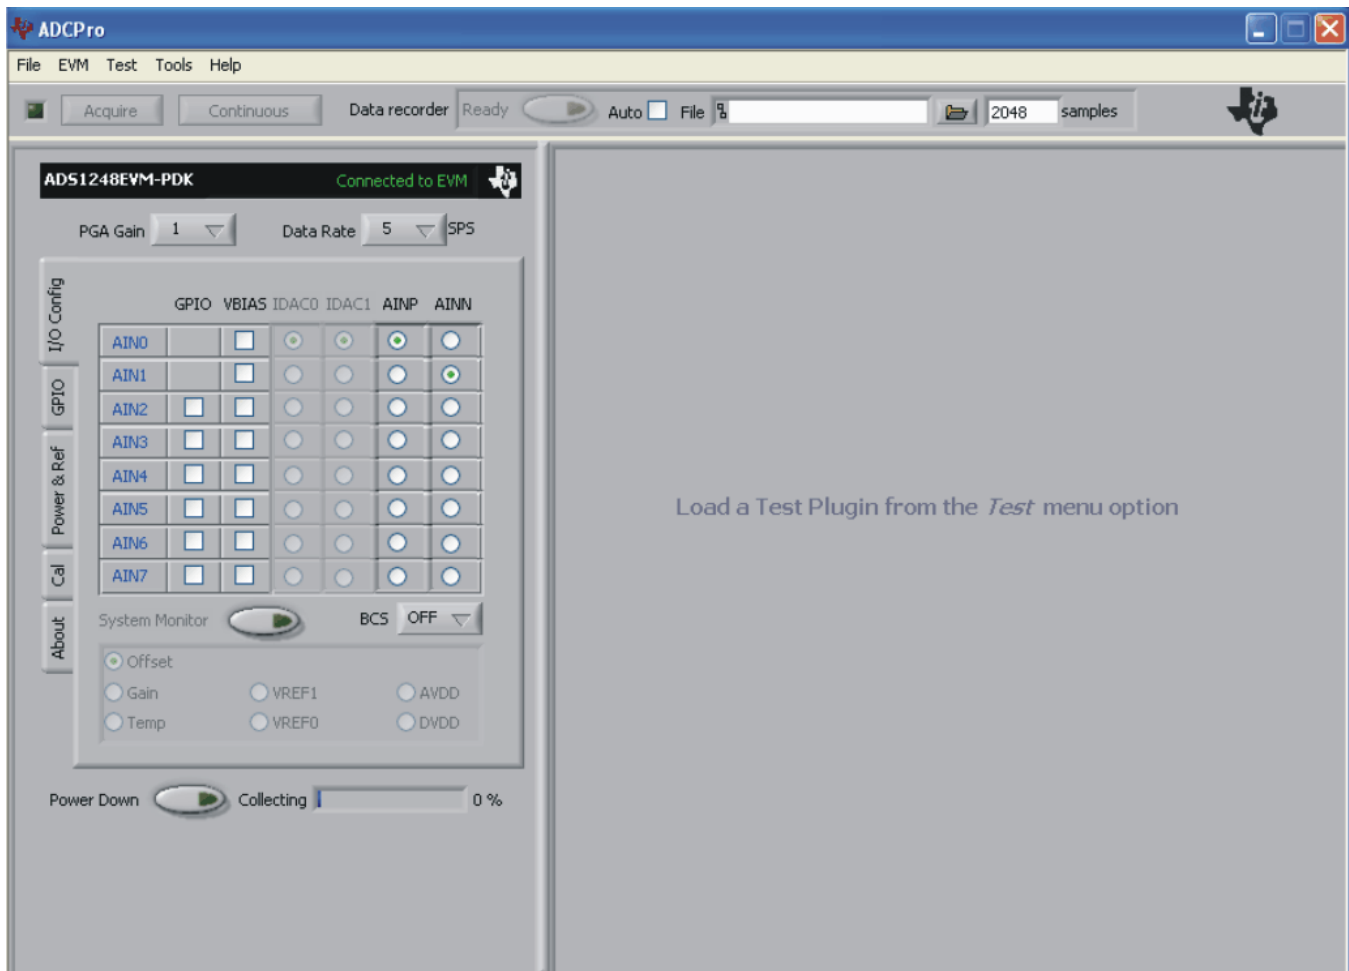 ADCPro
File EVM Test Tools Help
Acquire Continuous Data recorder Ready Auto File 2048 samples
ADS1248EVM-PDK Connected to EVM
PGA Gain 1 Data Rate 5 SPS
I/O Config
GPIO
Power & Ref
Cal
About
GPIO VBIAS IDAC0 IDAC1 AINP AINN
AIN0
AIN1
AIN2
AIN3
AIN4
AIN5
AIN6
AIN7
System Monitor BCS OFF
Offset
Gain VREF1 AVDD
Temp VREF0 DVDD
Power Down Collecting 0 %
Load a Test Plugin from the Test menu option